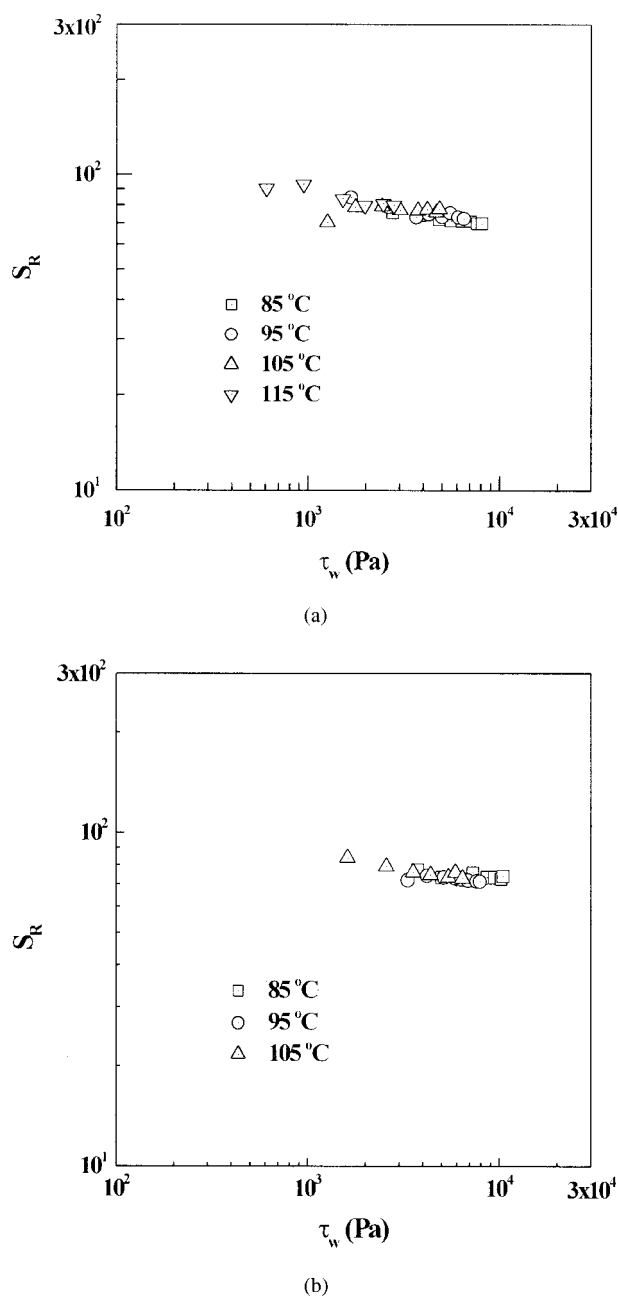 3x10²
10²
S_R
85 °C
95 °C
105 °C
115 °C
10¹
10² 10³ 10⁴ 3x10⁴
τ_w (Pa)
(a)
3x10²
10²
S_R
85 °C
95 °C
105 °C
10¹
10² 10³ 10⁴ 3x10⁴
τ_w (Pa)
(b)